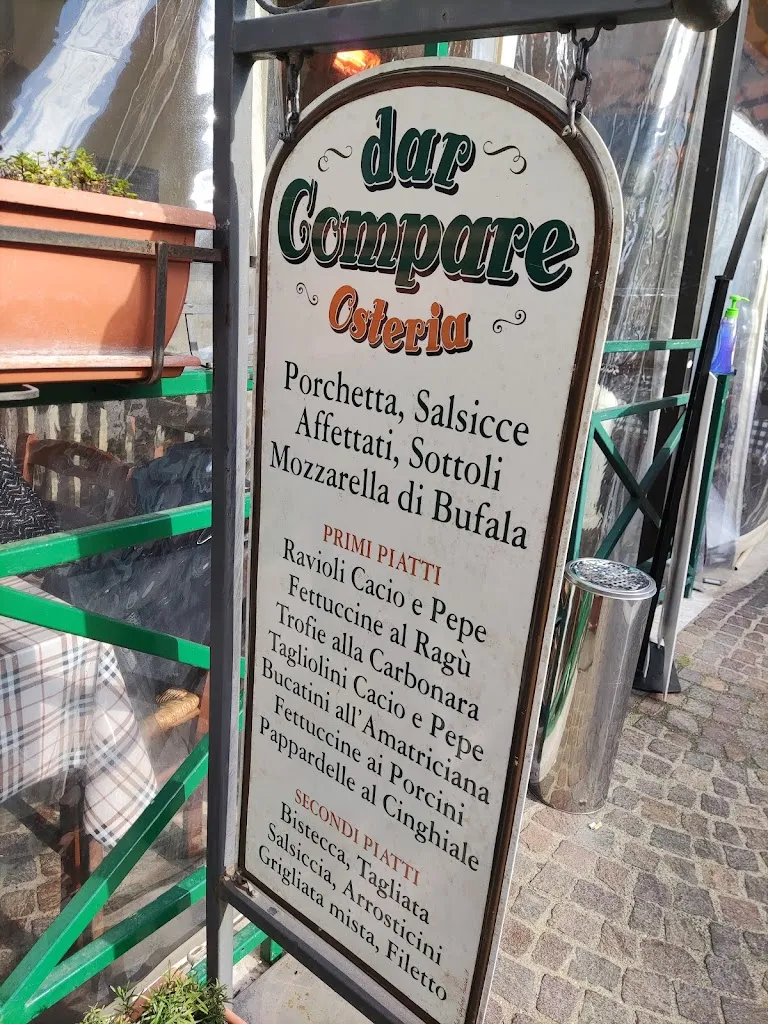 dar
Compare
Osteria
Porchetta, Salsicce
Affettati, Sottoli
Mozzarella di Bufala
PRIMI PIATTI
Ravioli Cacio e Pepe
Fettuccine al Ragù
Trofie alla Carbonara
Tagliolini Cacio e Pepe
Bucatini all'Amatriciana
Fettuccine ai Porcini
Pappardelle al Cinghiale
SECONDI PIATTI
Bistecca, Tagliata
Salsiccia, Arrosticini
Grigliata mista, Filetto